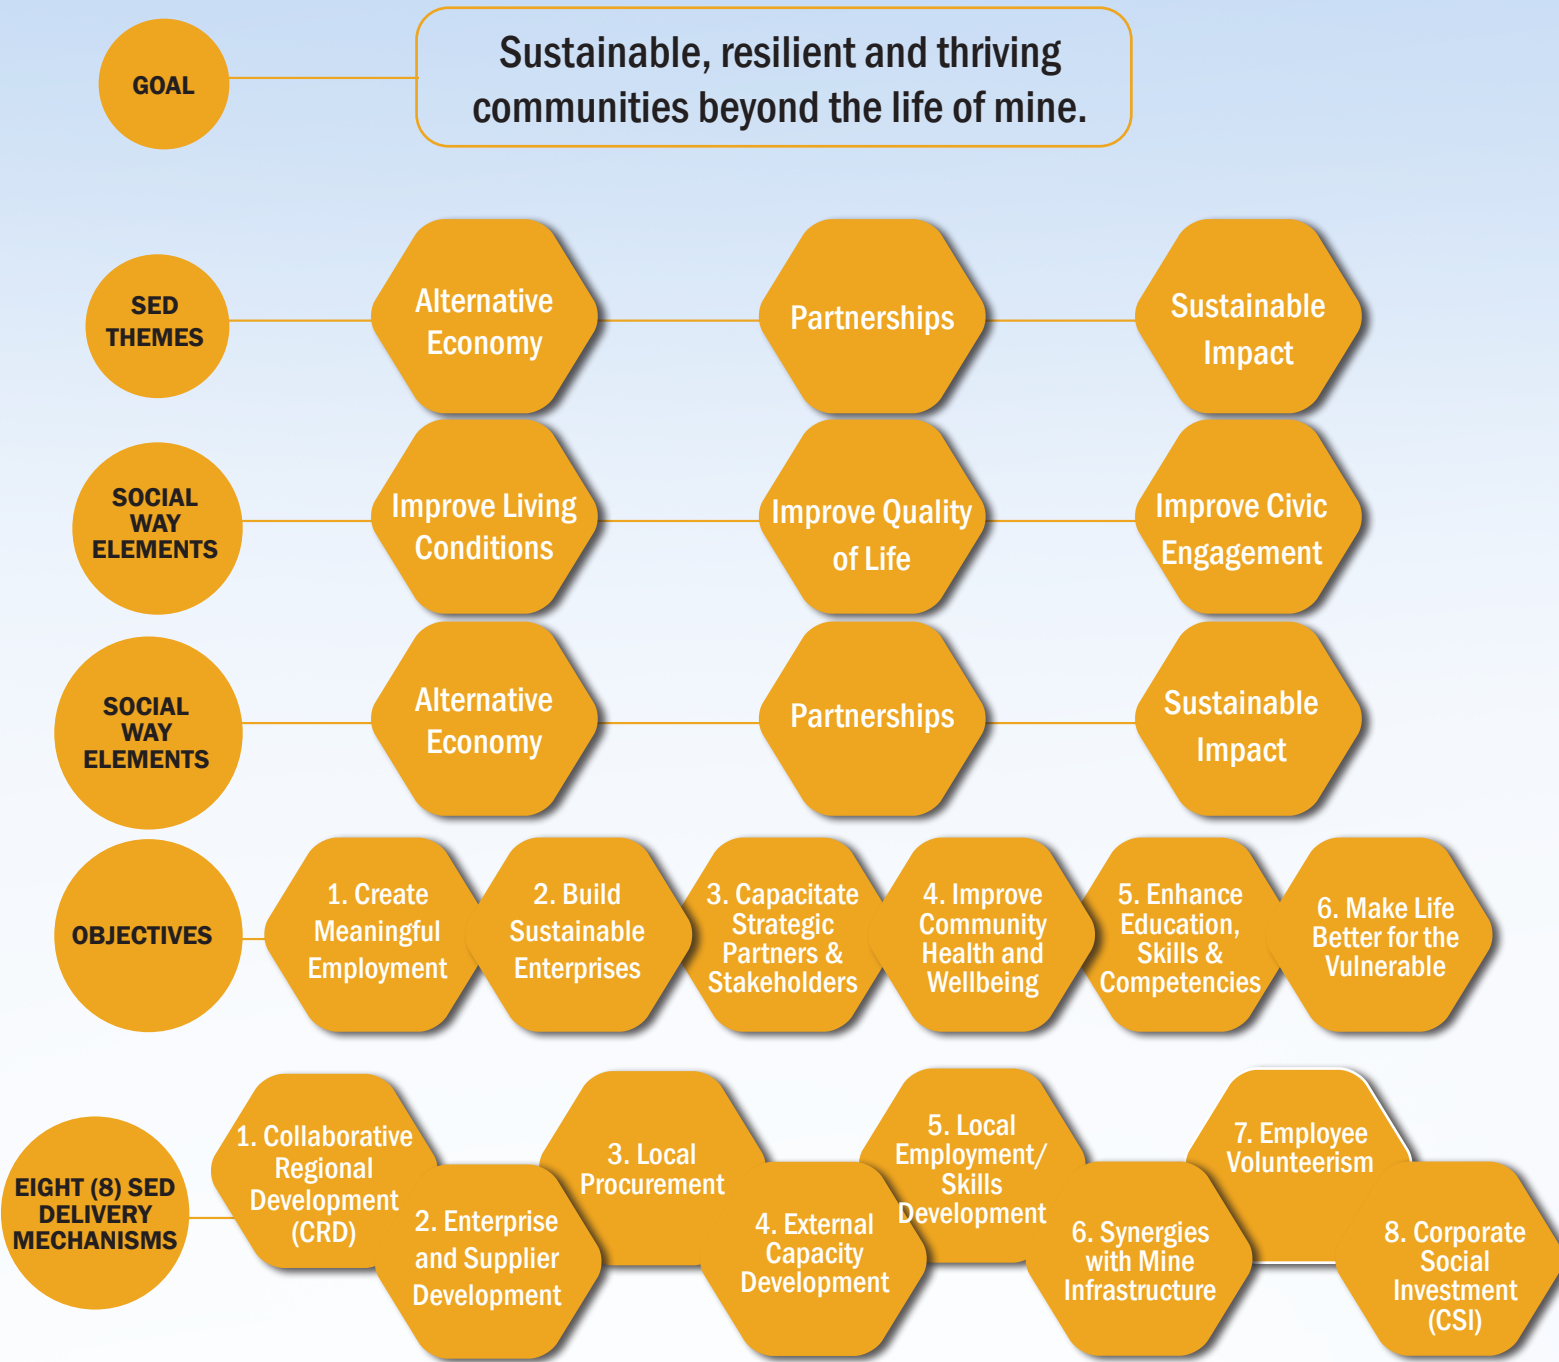 GOAL
Sustainable, resilient and thriving
communities beyond the life of mine.
SED
THEMES
Alternative
Economy
Partnerships
Sustainable
Impact
SOCIAL
WAY
ELEMENTS
Improve Living
Conditions
Improve Quality
of Life
Improve Civic
Engagement
SOCIAL
WAY
ELEMENTS
Alternative
Economy
Partnerships
Sustainable
Impact
OBJECTIVES
1. Create
Meaningful
Employment
2. Build
Sustainable
Enterprises
3. Capacitate
Strategic
Partners &
Stakeholders
4. Improve
Community
Health and
Wellbeing
5. Enhance
Education,
Skills &
Competencies
6. Make Life
Better for the
Vulnerable
EIGHT (8) SED
DELIVERY
MECHANISMS
1. Collaborative
Regional
Development
(CRD)
2. Enterprise
and Supplier
Development
3. Local
Procurement
4. External
Capacity
Development
5. Local
Employment/
Skills
Development
6. Synergies
with Mine
Infrastructure
7. Employee
Volunteerism
8. Corporate
Social
Investment
(CSI)